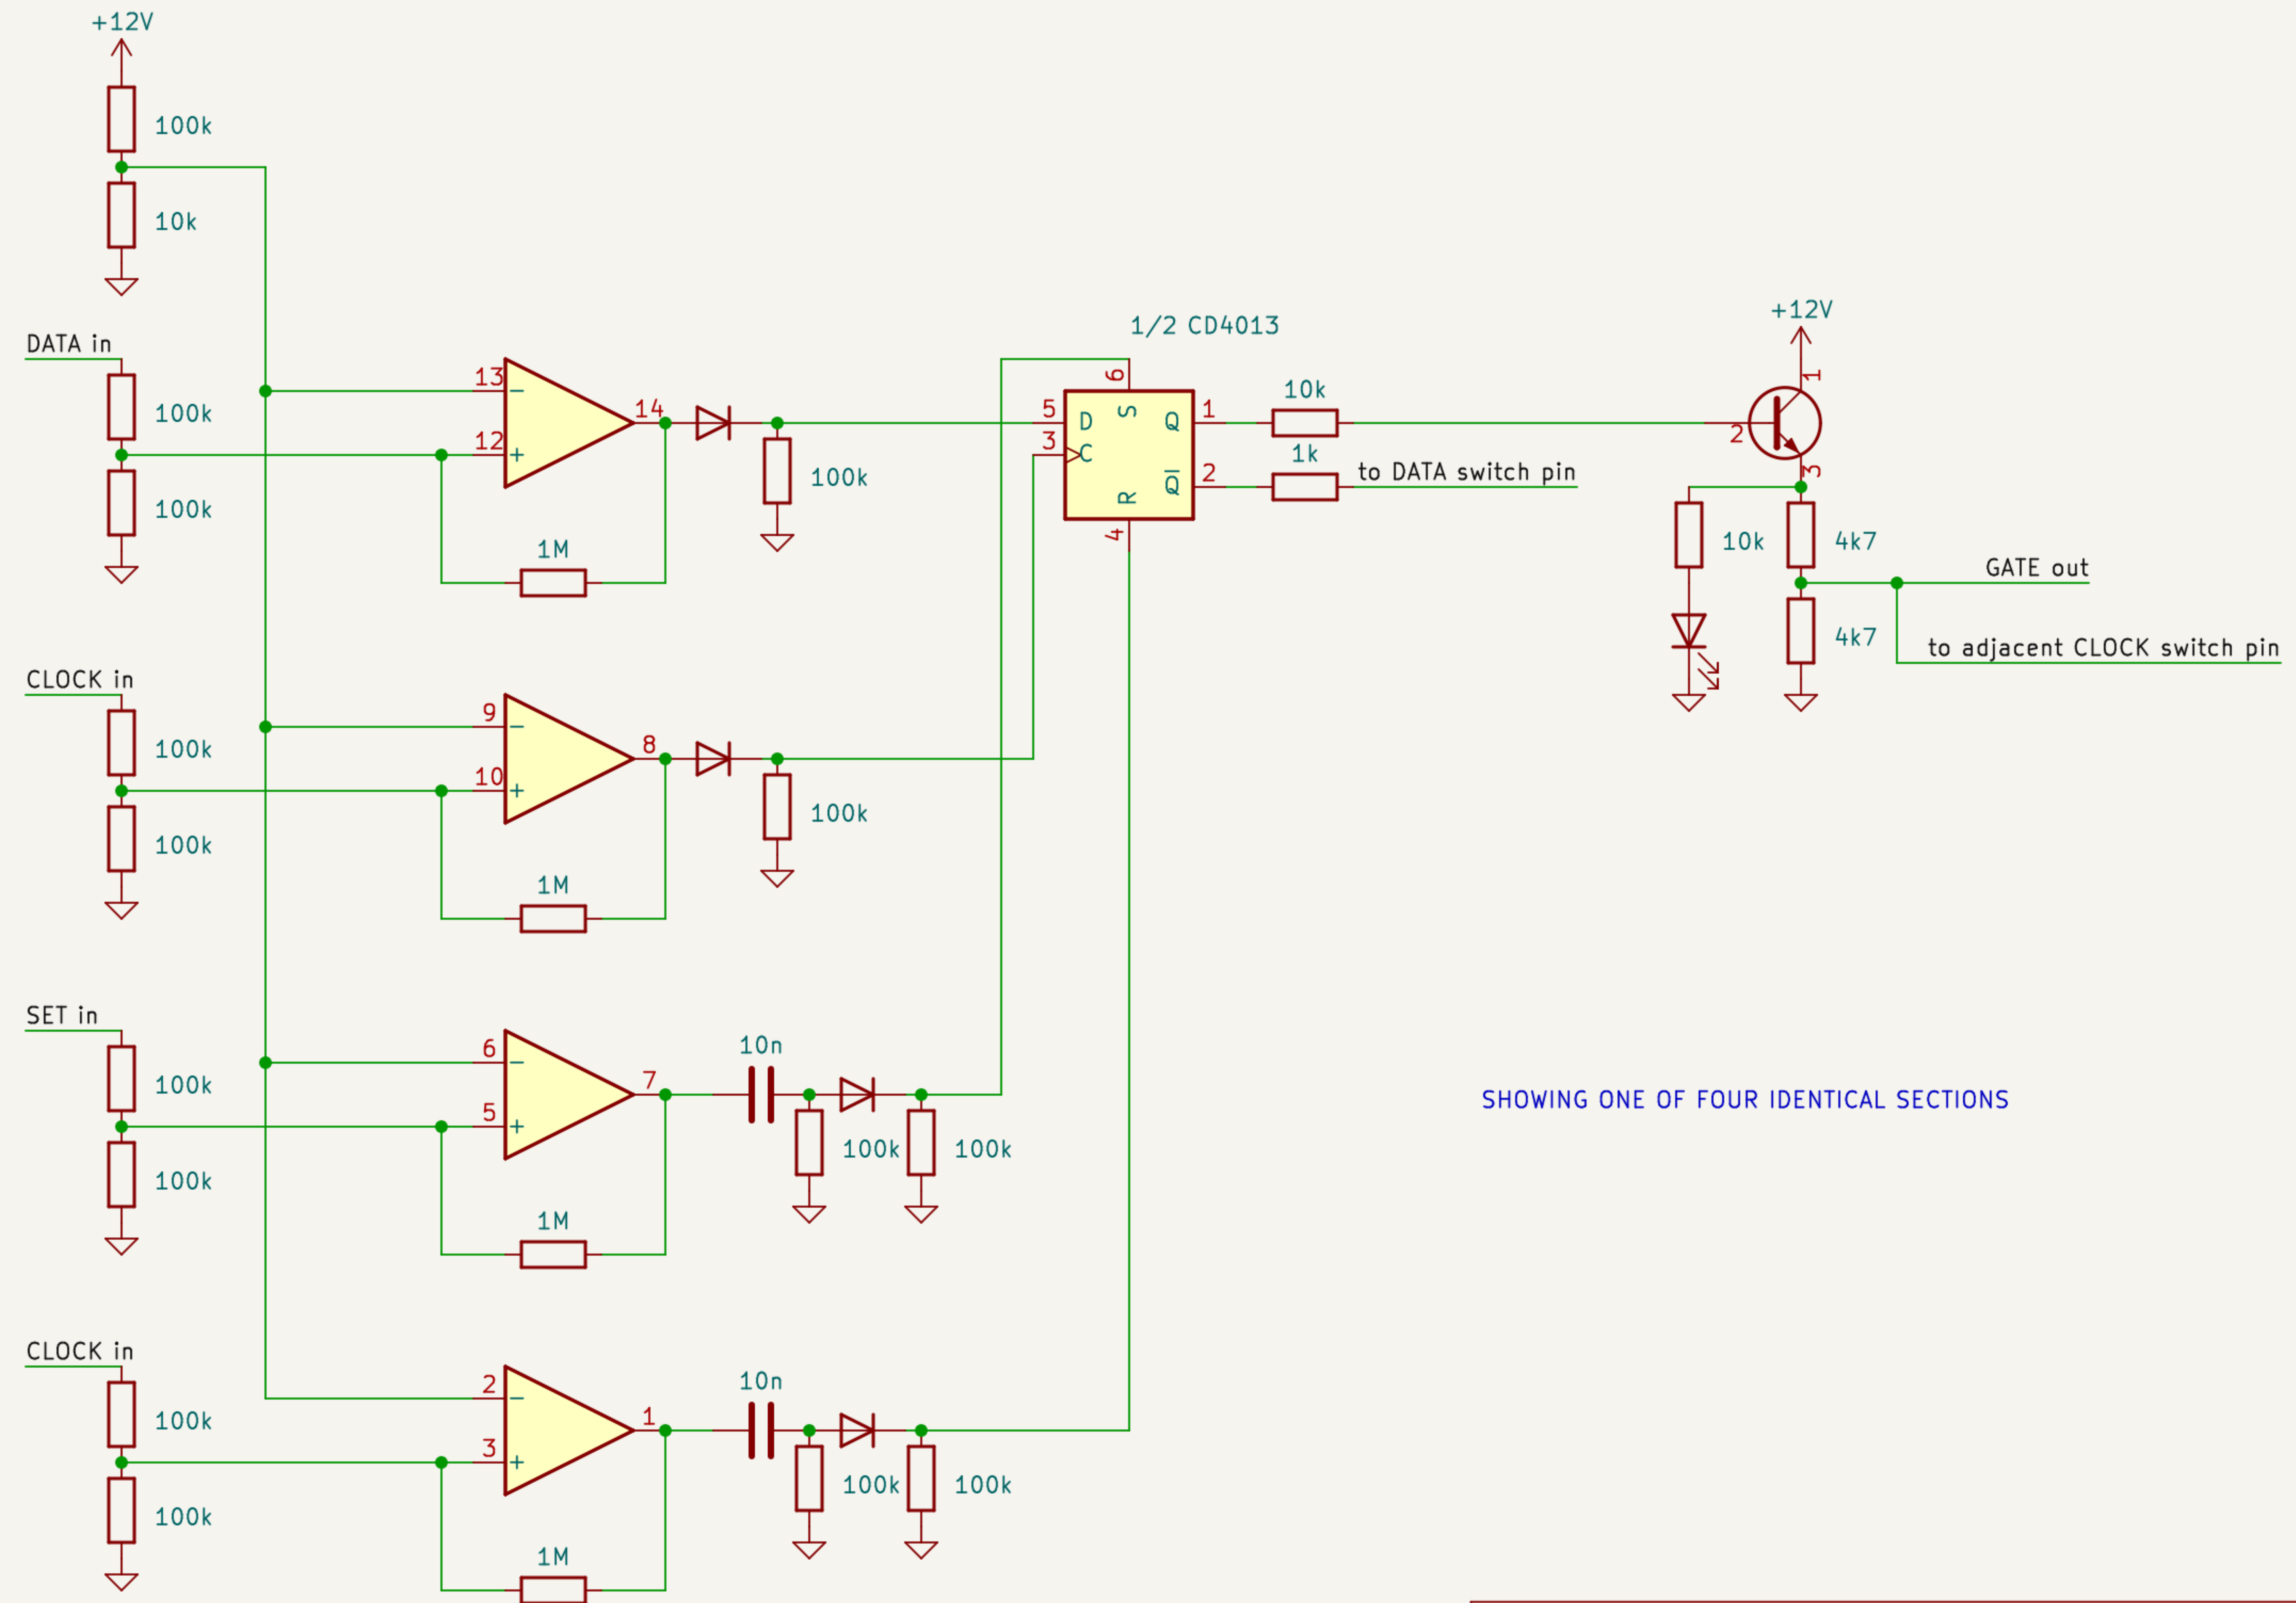 +12V
100k
10k
DATA in
100k
100k
13
12
−
+
14
1M
100k
CLOCK in
100k
100k
9
10
−
+
8
1M
100k
SET in
100k
100k
6
5
−
+
7
1M
10n
100k
100k
CLOCK in
100k
100k
2
3
−
+
1
1M
10n
100k
100k
1/2 CD4013
6
S
5
D
3
C
R
4
Q
1
Q̅
2
10k
1k
to DATA switch pin
+12V
1
2
3
10k
4k7
4k7
GATE out
to adjacent CLOCK switch pin
SHOWING ONE OF FOUR IDENTICAL SECTIONS